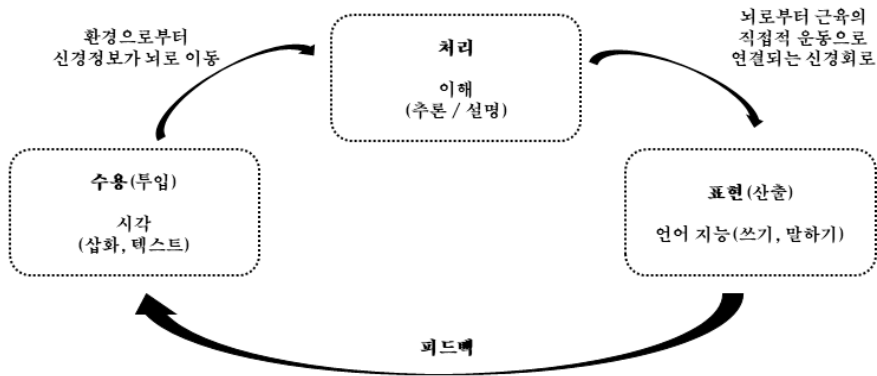 환경으로부터
신경정보가 뇌로 이동
처리
이해
(추론 / 설명)
뇌로부터 근육의
직접적 운동으로
연결되는 신경회로
수용(투입)
시각
(삽화, 텍스트)
표현(산출)
언어 지능(쓰기, 말하기)
피드백